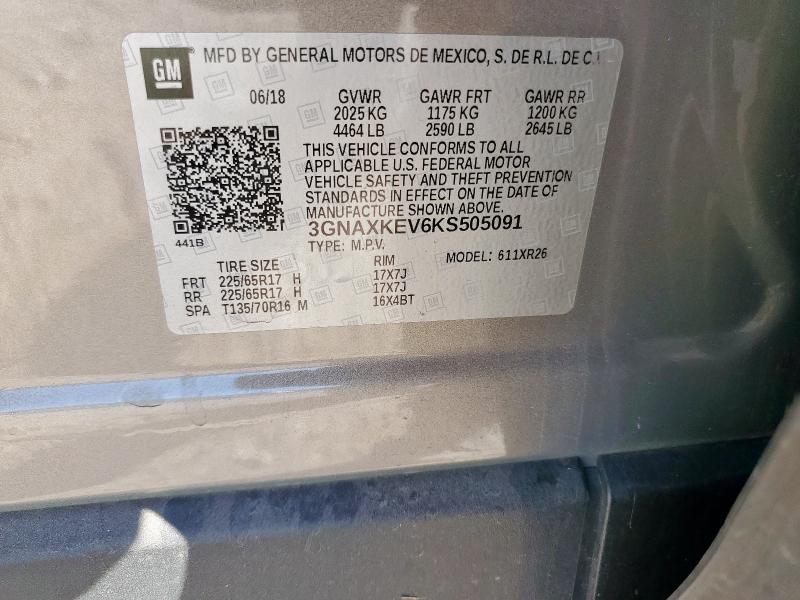 GM MFD BY GENERAL MOTORS DE MEXICO, S. DE R.L. DE C.
06/18 GVWR GAWR FRT GAWR RR
2025 KG 1175 KG 1200 KG
4464 LB 2590 LB 2645 LB
THIS VEHICLE CONFORMS TO ALL
APPLICABLE U.S. FEDERAL MOTOR
VEHICLE SAFETY AND THEFT PREVENTION
STANDARDS IN EFFECT ON THE DATE OF
MANUFACTURE SHOWN ABOVE.
3GNAXKEV6KS505091
441B
TYPE: M.P.V. MODEL: 611XR26
TIRE SIZE RIM
FRT 225/65R17 H 17X7J
RR 225/65R17 H 17X7J
SPA T135/70R16 M 16X4BT